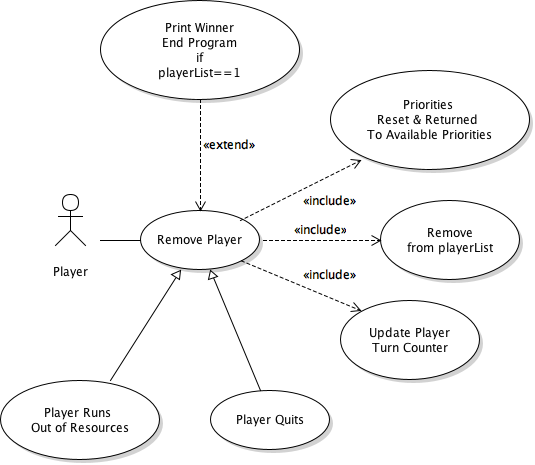 Print Winner
End Program
if
playerList==1
«extend»
Priorities
Reset & Returned
To Available Priorities
«include»
Player
Remove Player
«include»
Remove
from playerList
«include»
Update Player
Turn Counter
Player Runs
Out of Resources
Player Quits